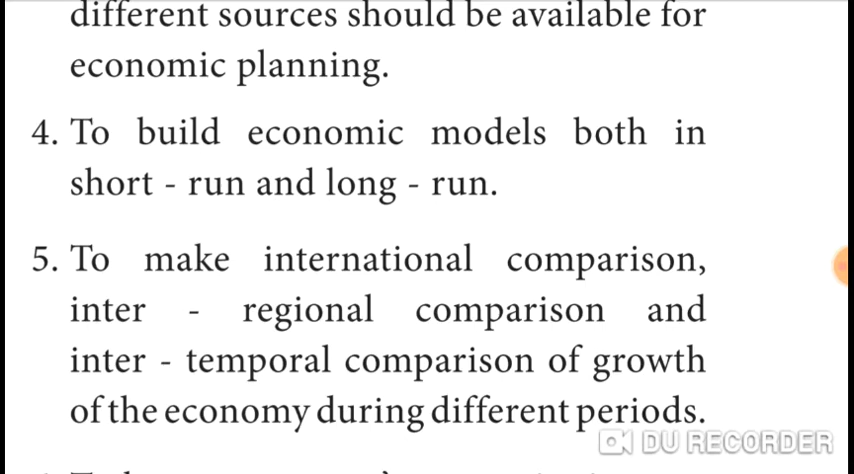 different sources should be available for
economic planning.
4. To build economic models both in
short - run and long - run.
5. To make international comparison,
inter - regional comparison and
inter - temporal comparison of growth
of the economy during different periods.
DU RECORDER